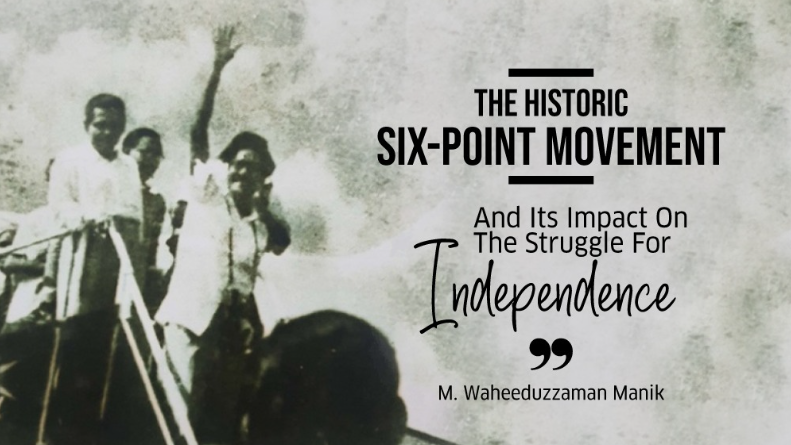 THE HISTORIC
SIX-POINT MOVEMENT
And Its Impact On
The Struggle For
Independence
”
M. Waheeduzzaman Manik